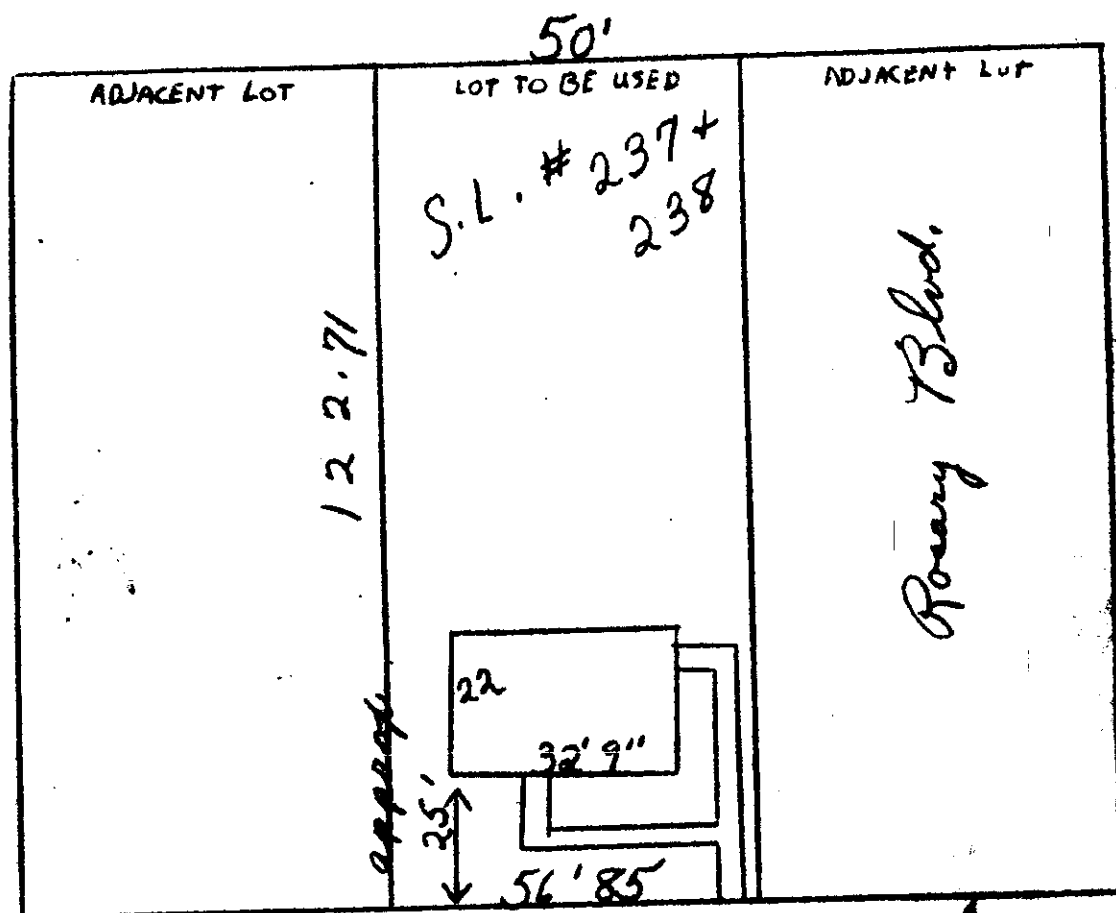 50'
ADJACENT LOT
LOT TO BE USED
ADJACENT LOT
S.L. # 237 +
238
122.71
Rosary Blvd.
22
32' 9"
approx
25'
56' 85